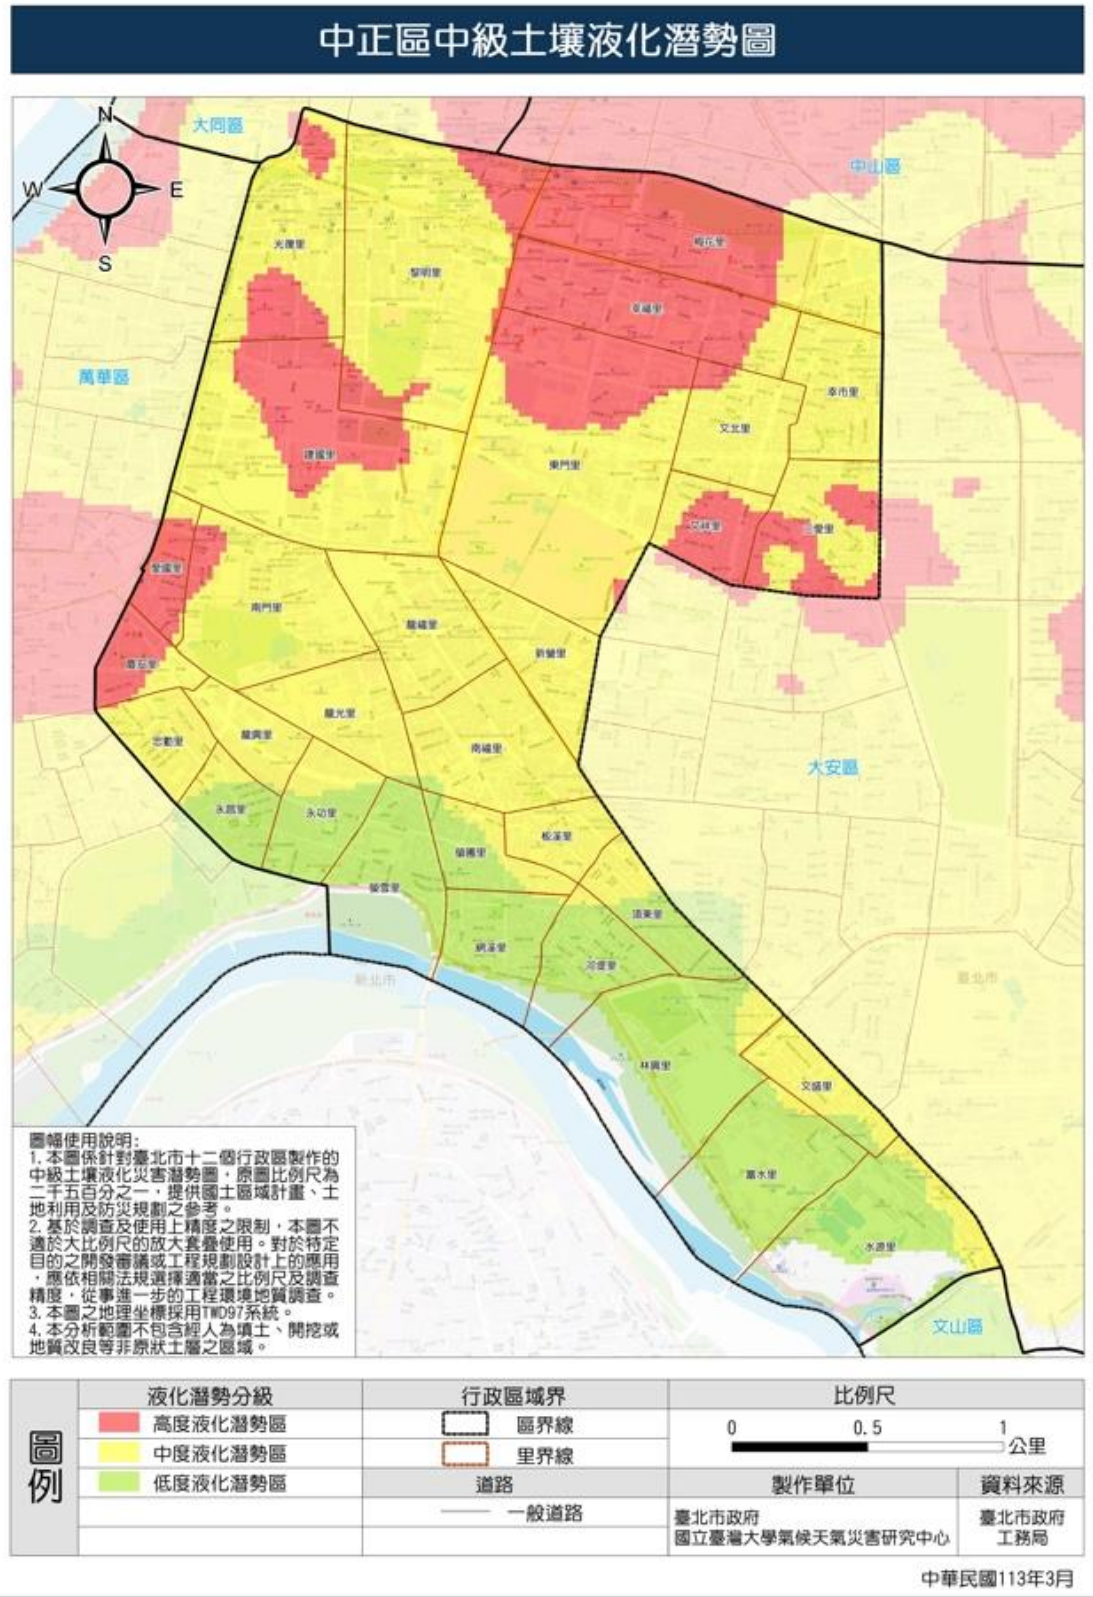 中正區中級土壤液化潛勢圖
N
W
E
S
大同區
中山區
光復里
黎明里
梅花里
幸福里
萬華區
幸市里
文北里
建國里
東門里
文祥里
三愛里
愛國里
南門里
龍福里
新營里
廈安里
忠勤里
龍興里
龍光里
南福里
大安區
永昌里
永功里
螢圃里
板溪里
螢雪里
頂東里
網溪里
河堤里
新北市
臺北市
林興里
文盛里
富水里
水源里
文山區
圖幅使用說明:
1. 本圖係針對臺北市十二個行政區製作的
中級土壤液化災害潛勢圖，原圖比例尺為
二千五百分之一，提供國土區域計畫、土
地利用及防災規劃之參考。
2. 基於調查及使用上精度之限制，本圖不
適於大比例尺的放大套疊使用。對於特定
目的之開發審議或工程規劃設計上的應用
，應依相關法規選擇適當之比例尺及調查
精度，從事進一步的工程環境地質調查。
3. 本圖之地理坐標採用TWD97系統。
4. 本分析範圍不包含經人為填土、開挖或
地質改良等非原狀土層之區域。
圖例
液化潛勢分級
高度液化潛勢區
中度液化潛勢區
低度液化潛勢區
行政區域界
區界線
里界線
道路
一般道路
比例尺
0 0.5 1
公里
製作單位
臺北市政府
國立臺灣大學氣候天氣災害研究中心
資料來源
臺北市政府
工務局
中華民國113年3月